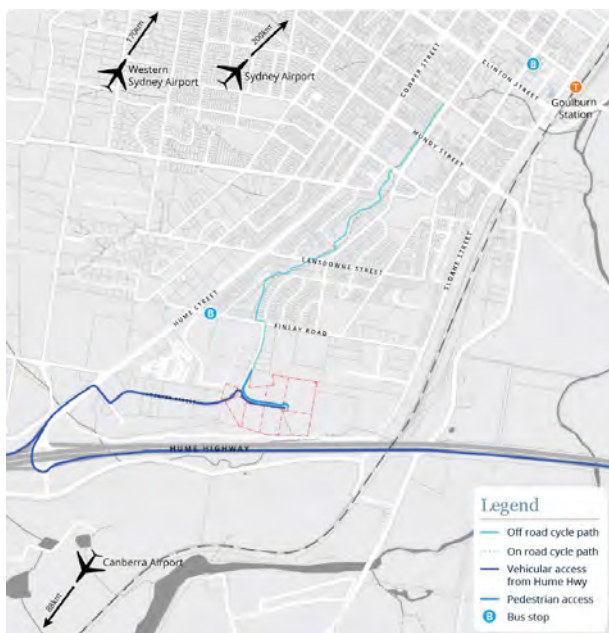 170km
200km
Western
Sydney Airport
Sydney Airport
COWPER STREET
CLINTON STREET
B
T
Goulburn
Station
MUNDY STREET
LANSDOWNE STREET
SLOANE STREET
HUME STREET
B
FINLAY ROAD
STREET
HUME HIGHWAY
Canberra Airport
88km
Legend
Off road cycle path
On road cycle path
Vehicular access
from Hume Hwy
Pedestrian access
B
Bus stop